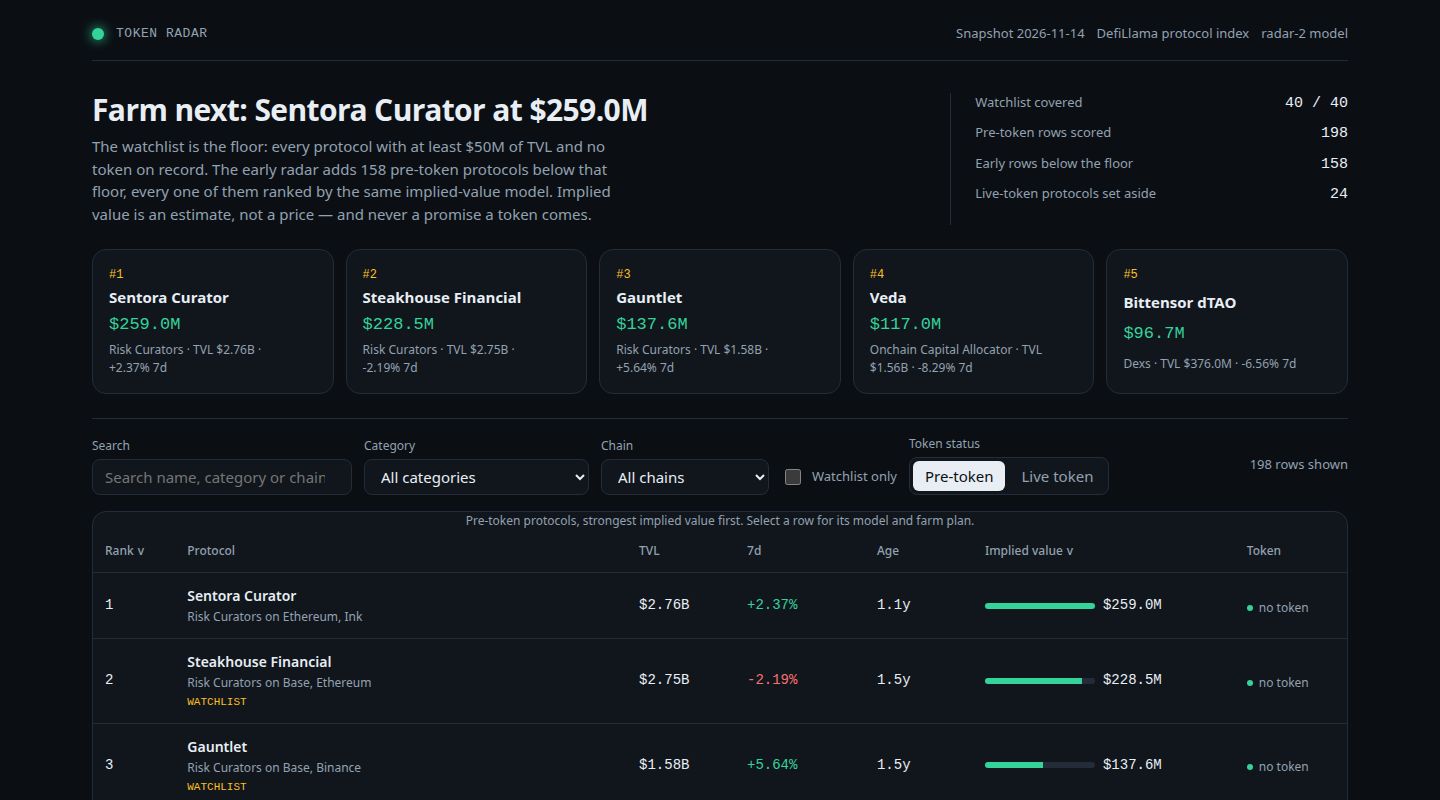 TOKEN RADAR
Snapshot 2026-11-14 DefiLlama protocol index radar-2 model
Farm next: Sentora Curator at $259.0M
The watchlist is the floor: every protocol with at least $50M of TVL and no
token on record. The early radar adds 158 pre-token protocols below that
floor, every one of them ranked by the same implied-value model. Implied
value is an estimate, not a price — and never a promise a token comes.
Watchlist covered 40 / 40
Pre-token rows scored 198
Early rows below the floor 158
Live-token protocols set aside 24
#1
Sentora Curator
$259.0M
Risk Curators · TVL $2.76B ·
+2.37% 7d
#2
Steakhouse Financial
$228.5M
Risk Curators · TVL $2.75B ·
-2.19% 7d
#3
Gauntlet
$137.6M
Risk Curators · TVL $1.58B ·
+5.64% 7d
#4
Veda
$117.0M
Onchain Capital Allocator · TVL
$1.56B · -8.29% 7d
#5
Bittensor dTAO
$96.7M
Dexs · TVL $376.0M · -6.56% 7d
Search
Search name, category or chain
Category
All categories
Chain
All chains
Watchlist only
Token status
Pre-token Live token
198 rows shown
Pre-token protocols, strongest implied value first. Select a row for its model and farm plan.
Rank v Protocol TVL 7d Age Implied value v Token
1 Sentora Curator $2.76B +2.37% 1.1y $259.0M no token
Risk Curators on Ethereum, Ink
2 Steakhouse Financial $2.75B -2.19% 1.5y $228.5M no token
Risk Curators on Base, Ethereum
WATCHLIST
3 Gauntlet $1.58B +5.64% 1.5y $137.6M no token
Risk Curators on Base, Binance
WATCHLIST